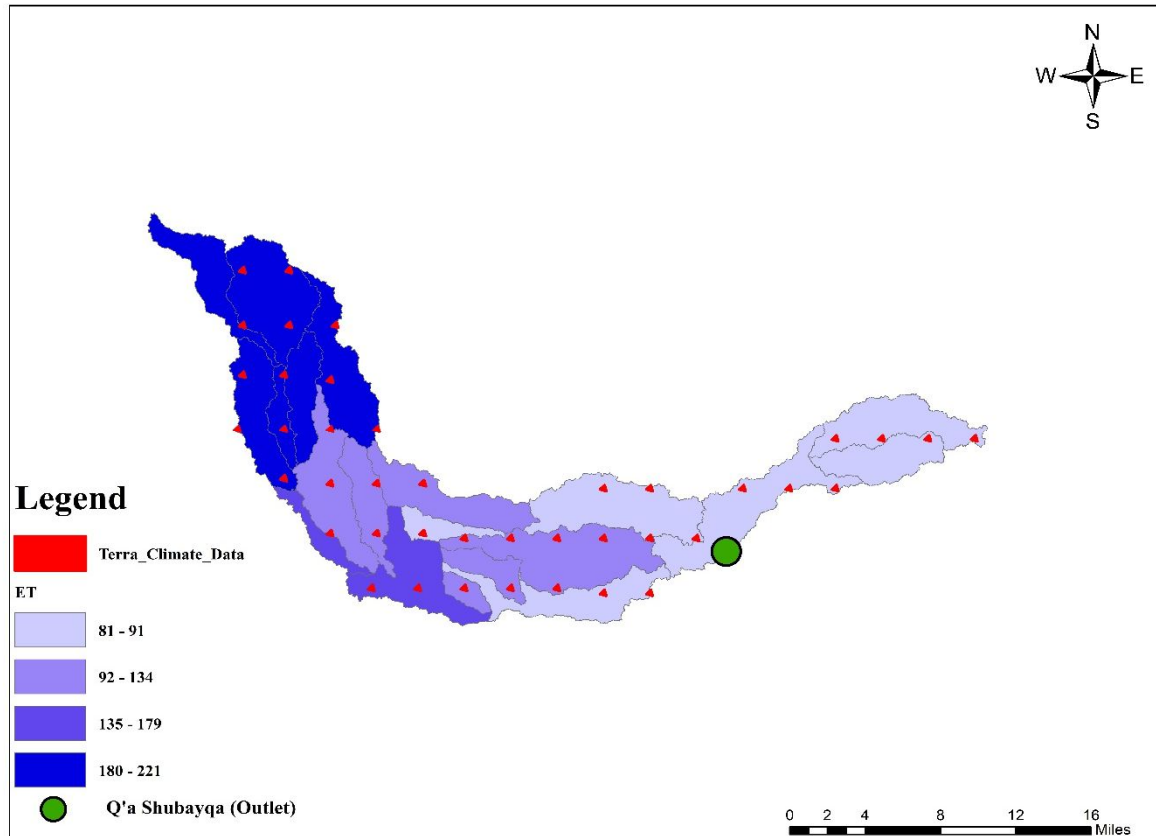 N
W E
S
Legend
Terra_Climate_Data
ET
81 - 91
92 - 134
135 - 179
180 - 221
Q'a Shubayqa (Outlet)
0 2 4 8 12 16
Miles